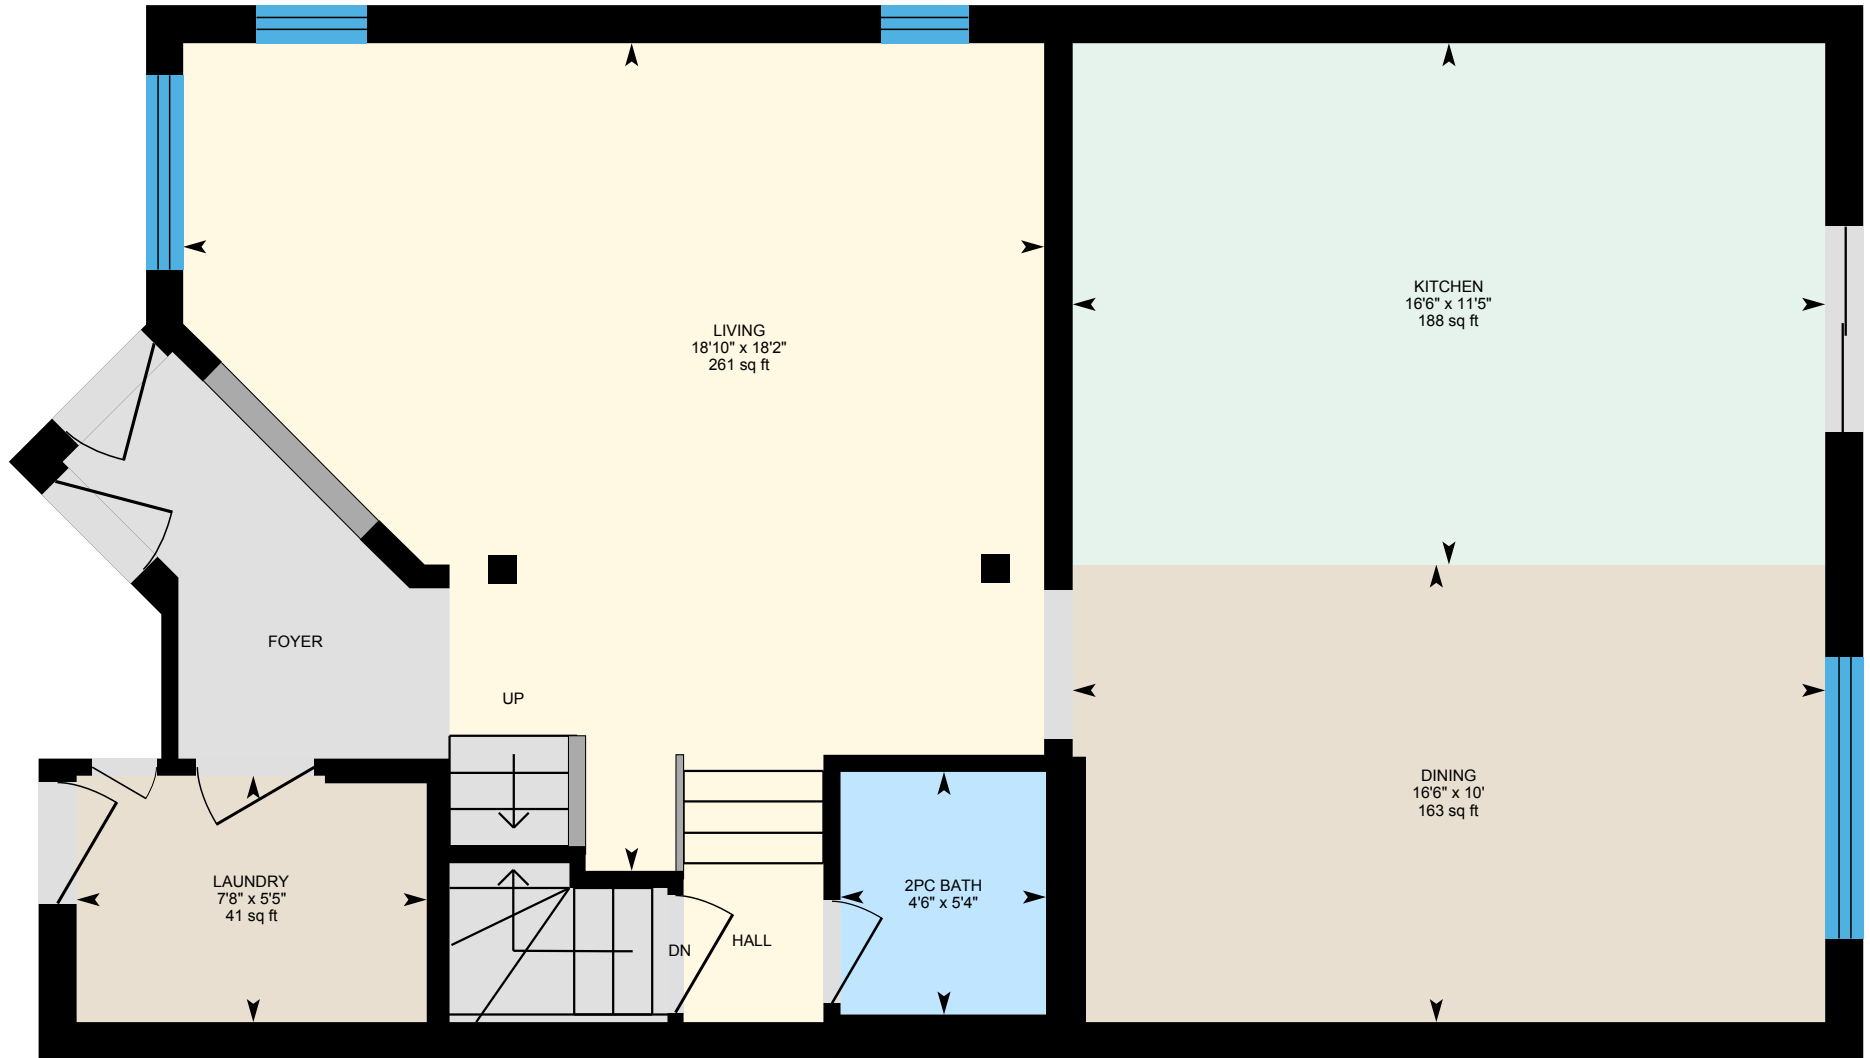 KITCHEN
16'6" x 11'5"
188 sq ft
LIVING
18'10" x 18'2"
261 sq ft
FOYER
UP
DINING
16'6" x 10'
163 sq ft
LAUNDRY
7'8" x 5'5"
41 sq ft
2PC BATH
4'6" x 5'4"
HALL
DN